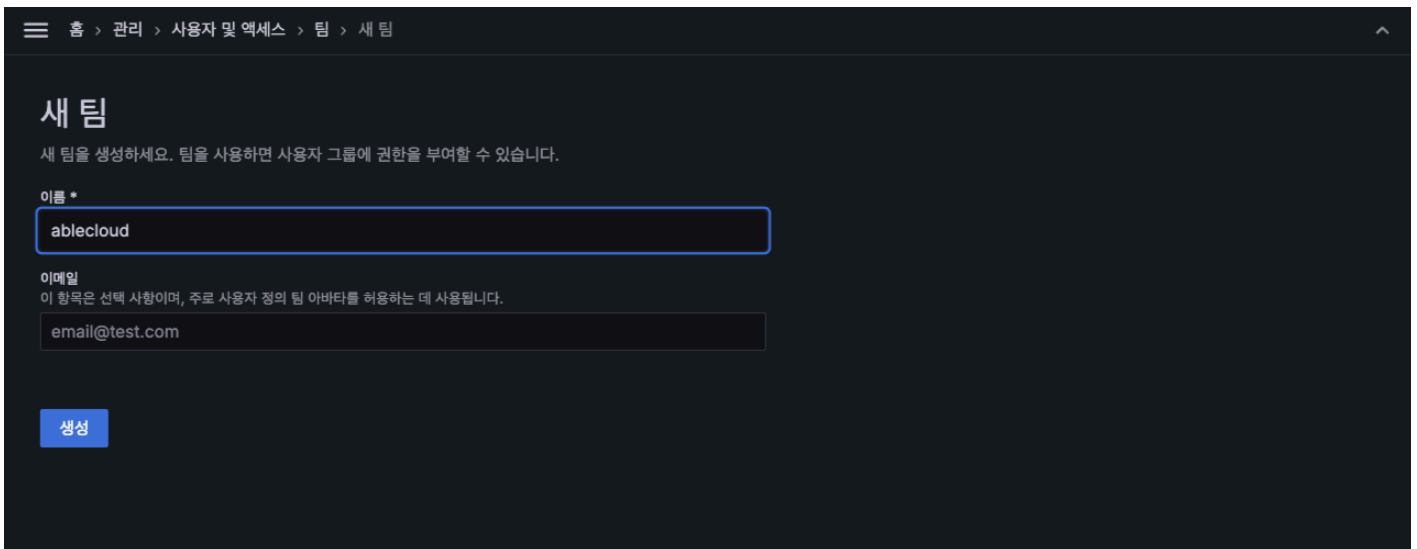 홈 > 관리 > 사용자 및 액세스 > 팀 > 새 팀
새 팀
새 팀을 생성하세요. 팀을 사용하면 사용자 그룹에 권한을 부여할 수 있습니다.
이름 *
ablecloud
이메일
이 항목은 선택 사항이며, 주로 사용자 정의 팀 아바타를 허용하는 데 사용됩니다.
email@test.com
생성